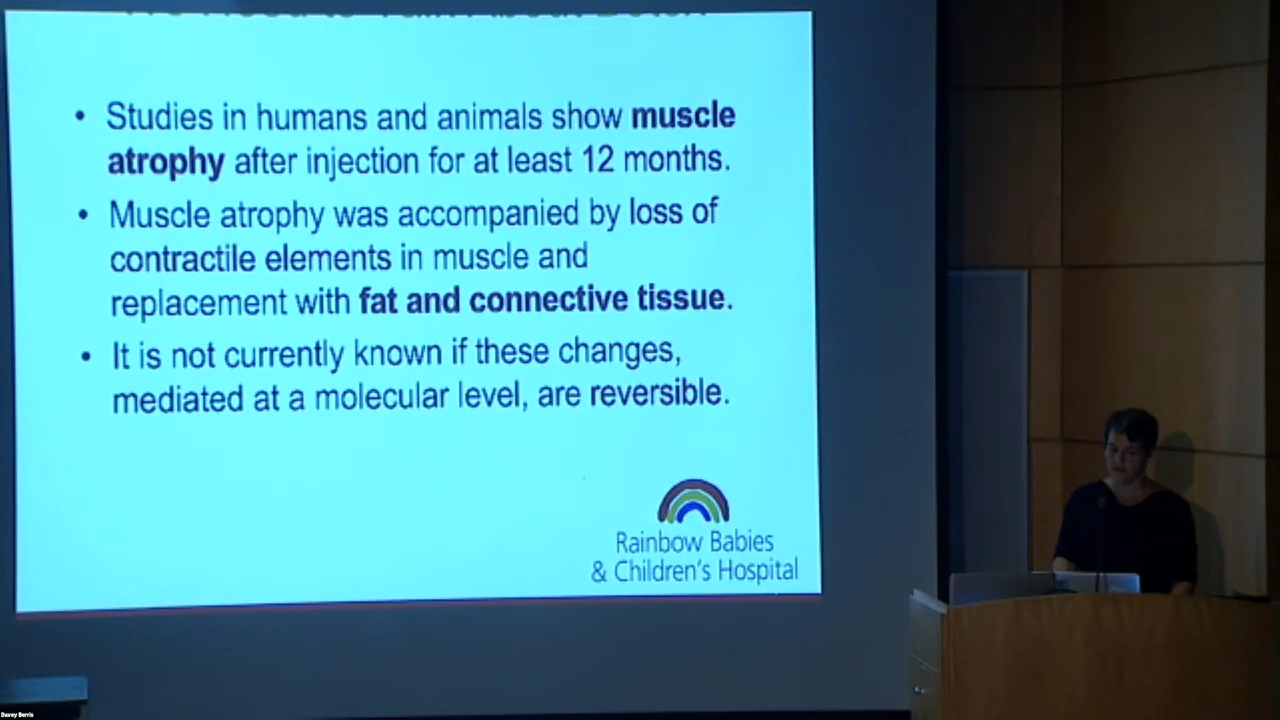 • Studies in humans and animals show muscle
atrophy after injection for at least 12 months.
• Muscle atrophy was accompanied by loss of
contractile elements in muscle and
replacement with fat and connective tissue.
• It is not currently known if these changes,
mediated at a molecular level, are reversible.
Rainbow Babies
& Children's Hospital
Davey Berris